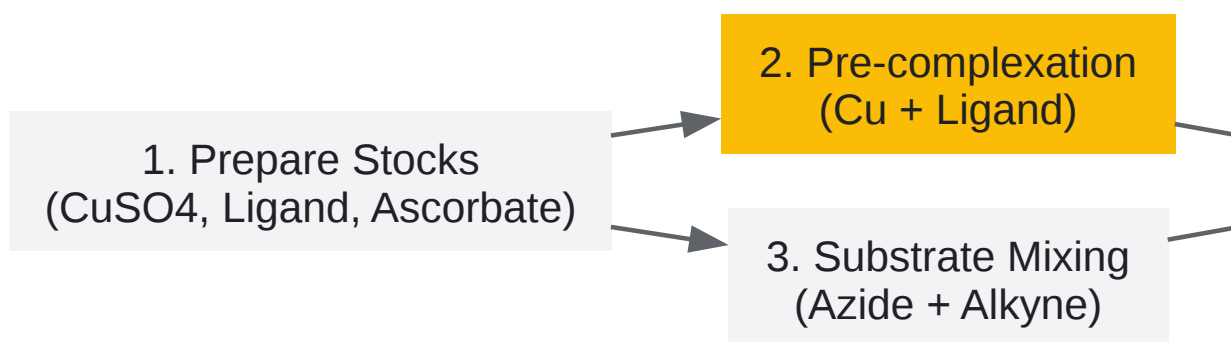 1. Prepare Stocks
(CuSO4, Ligand, Ascorbate)
2. Pre-complexation
(Cu + Ligand)
3. Substrate Mixing
(Azide + Alkyne)